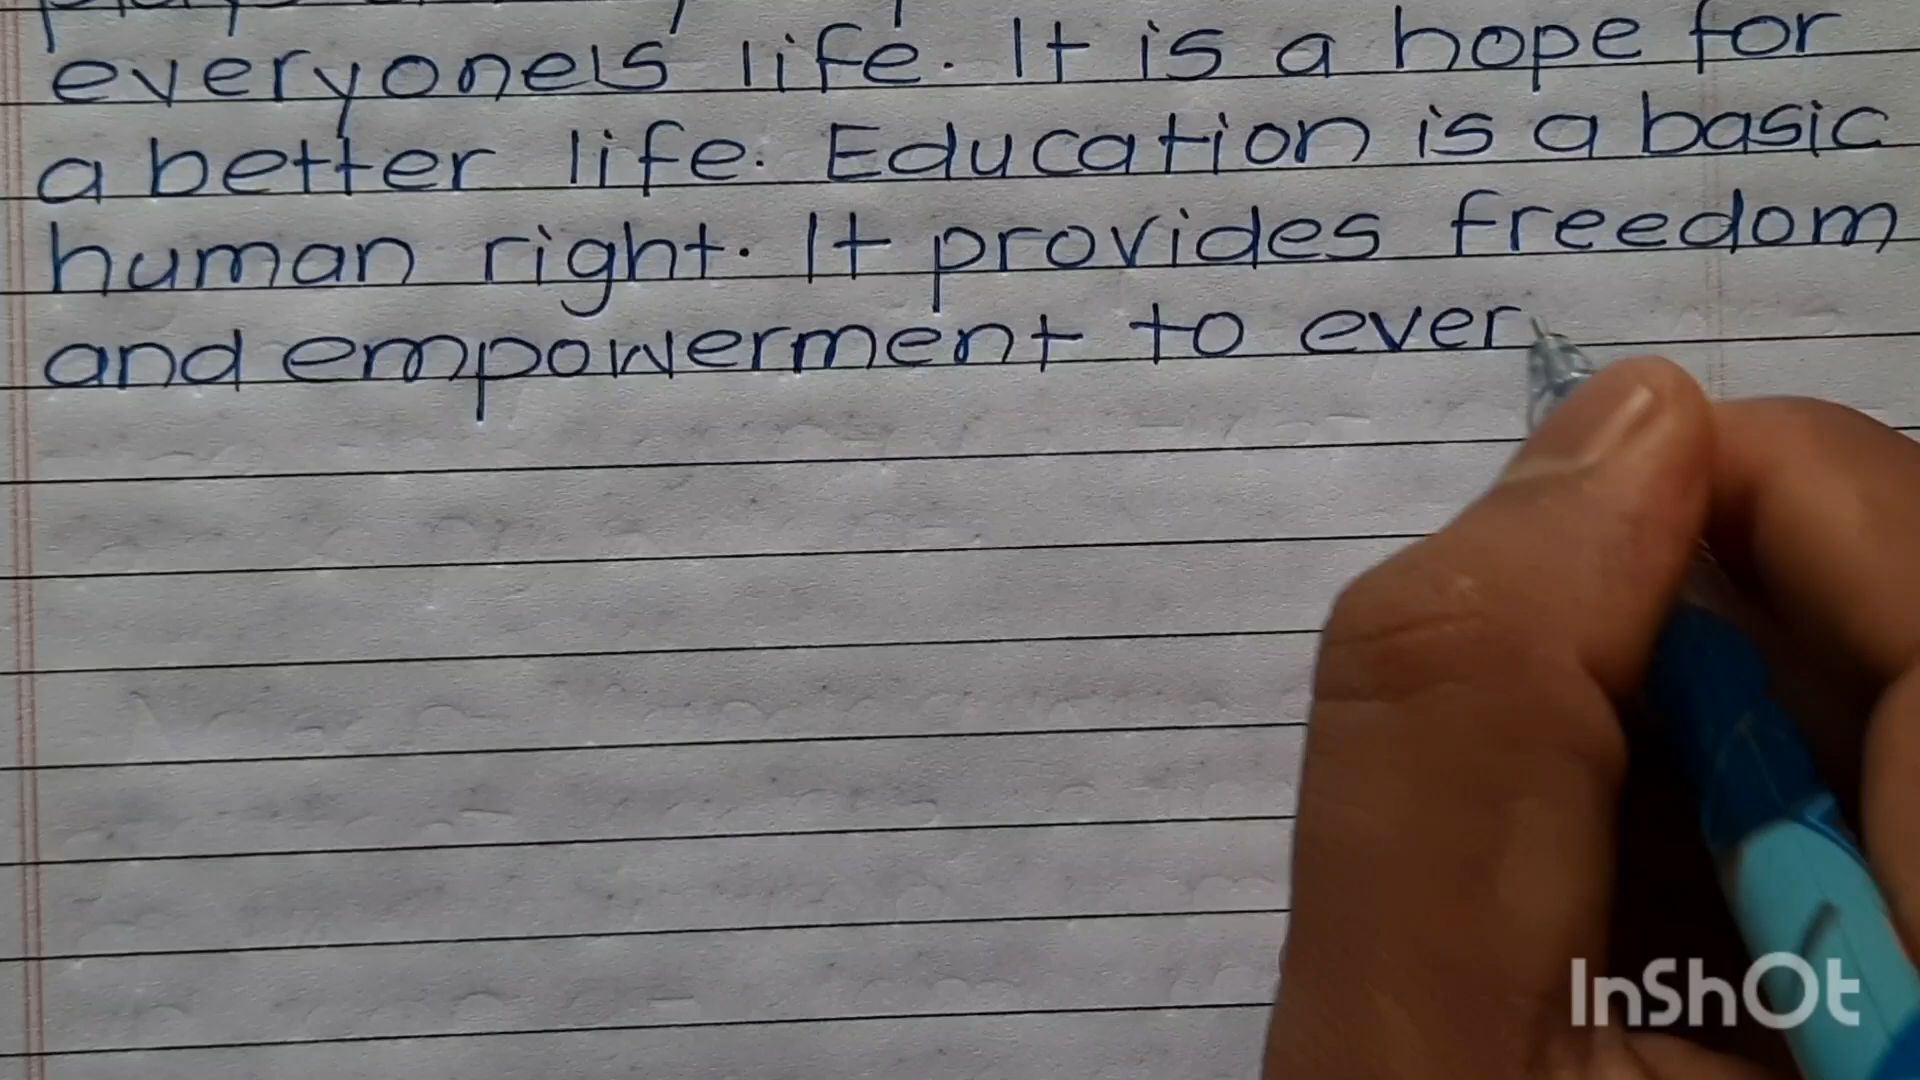 everyone's life. It is a hope for
a better life. Education is a basic
human right. It provides freedom
and empowerment to ever
InShOt